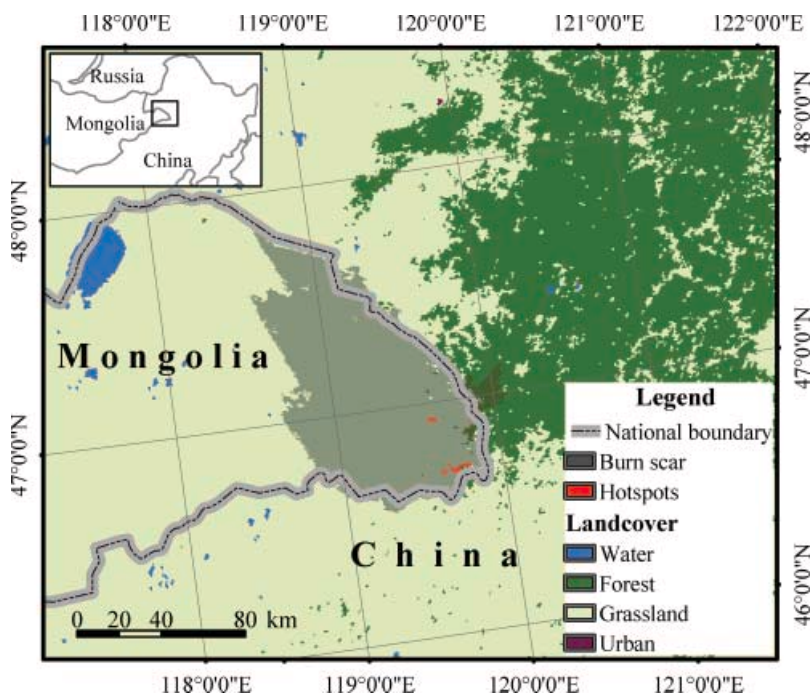 118°0'0"E 119°0'0"E 120°0'0"E 121°0'0"E 122°0'0"E
Russia
Mongolia
China
48°0'0"N
48°0'0"N
Mongolia
47°0'0"N
47°0'0"N
Legend
National boundary
Burn scar
Hotspots
Landcover
Water
Forest
Grassland
Urban
China
46°0'0"N
0 20 40 80 km
118°0'0"E 119°0'0"E 120°0'0"E 121°0'0"E